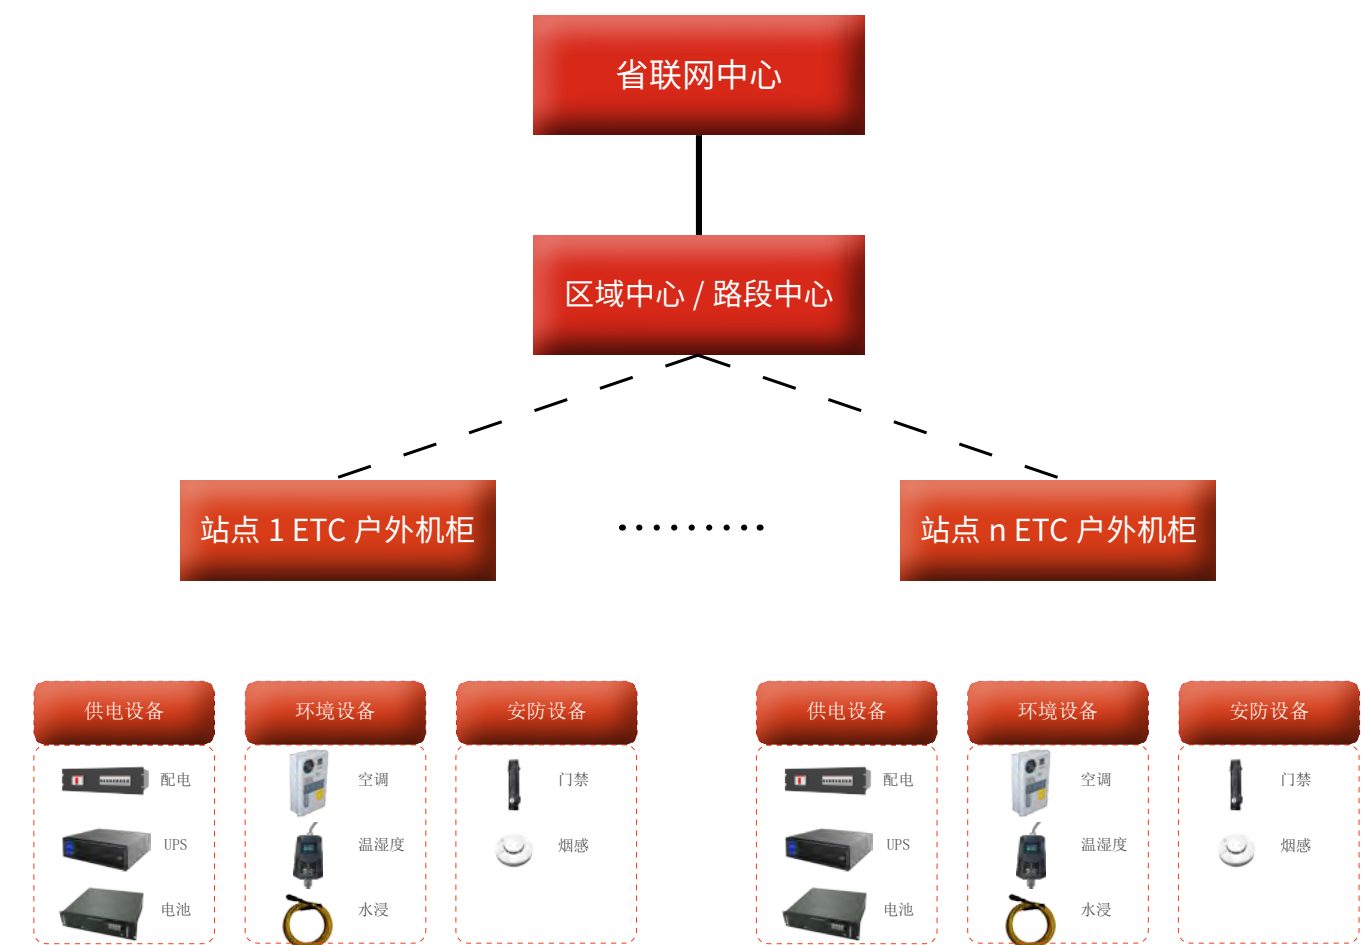 省联网中心
区域中心 / 路段中心
站点 1 ETC 户外机柜
·········
站点 n ETC 户外机柜
供电设备
环境设备
安防设备
供电设备
环境设备
安防设备
配电
空调
门禁
配电
空调
门禁
UPS
温湿度
烟感
UPS
温湿度
烟感
电池
水浸
电池
水浸